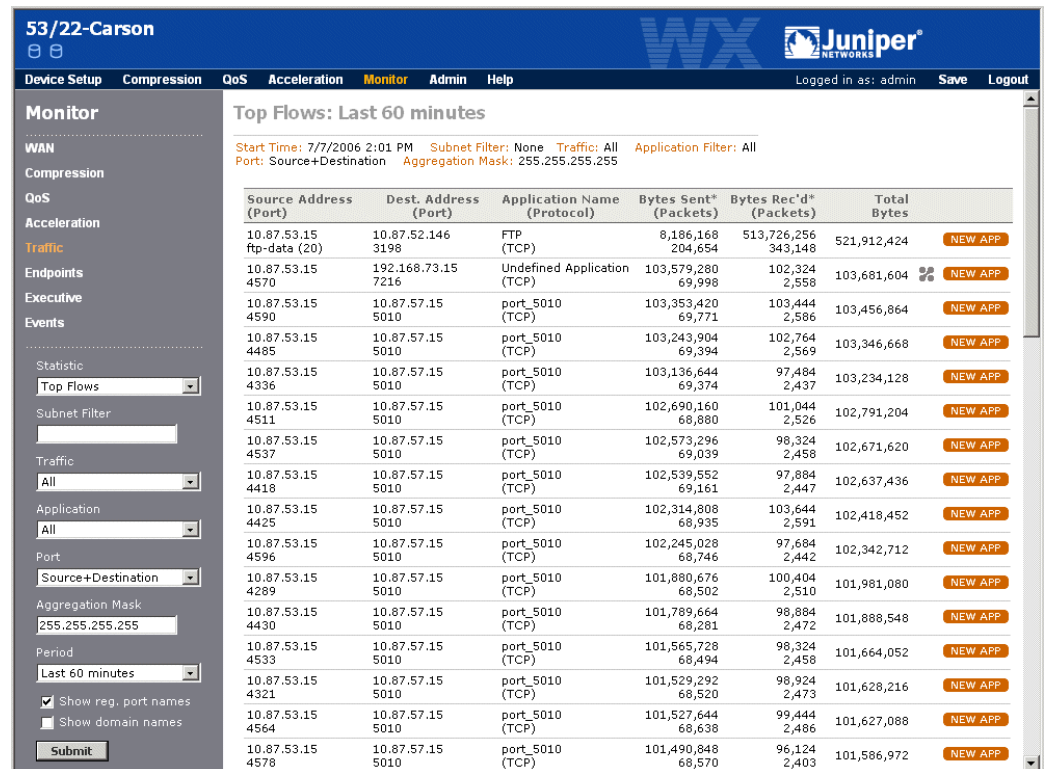 53/22-Carson
WX
Juniper®
NETWORKS
Device Setup Compression QoS Acceleration Monitor Admin Help Logged in as: admin Save Logout
Monitor
WAN
Compression
QoS
Acceleration
Traffic
Endpoints
Executive
Events
Statistic
Top Flows
Subnet Filter
Traffic
All
Application
All
Port
Source+Destination
Aggregation Mask
255.255.255.255
Period
Last 60 minutes
Show reg. port names
Show domain names
Submit
Top Flows: Last 60 minutes
Start Time: 7/7/2006 2:01 PM Subnet Filter: None Traffic: All Application Filter: All
Port: Source+Destination Aggregation Mask: 255.255.255.255
Source Address Dest. Address Application Name Bytes Sent* Bytes Rec'd* Total
(Port) (Port) (Protocol) (Packets) (Packets) Bytes
10.87.53.15 10.87.52.146 FTP 8,186,168 513,726,256 521,912,424 NEW APP
ftp-data (20) 3198 (TCP) 204,654 343,148
10.87.53.15 192.168.73.15 Undefined Application 103,579,280 102,324 103,681,604 NEW APP
4570 7216 (TCP) 69,998 2,558
10.87.53.15 10.87.57.15 port_5010 103,353,420 103,444 103,456,864 NEW APP
4590 5010 (TCP) 69,771 2,586
10.87.53.15 10.87.57.15 port_5010 103,243,904 102,764 103,346,668 NEW APP
4485 5010 (TCP) 69,394 2,569
10.87.53.15 10.87.57.15 port_5010 103,136,644 97,484 103,234,128 NEW APP
4336 5010 (TCP) 69,374 2,437
10.87.53.15 10.87.57.15 port_5010 102,690,160 101,044 102,791,204 NEW APP
4511 5010 (TCP) 68,880 2,526
10.87.53.15 10.87.57.15 port_5010 102,573,296 98,324 102,671,620 NEW APP
4537 5010 (TCP) 69,039 2,458
10.87.53.15 10.87.57.15 port_5010 102,539,552 97,884 102,637,436 NEW APP
4418 5010 (TCP) 69,161 2,447
10.87.53.15 10.87.57.15 port_5010 102,314,808 103,644 102,418,452 NEW APP
4425 5010 (TCP) 68,935 2,591
10.87.53.15 10.87.57.15 port_5010 102,245,028 97,684 102,342,712 NEW APP
4596 5010 (TCP) 68,746 2,442
10.87.53.15 10.87.57.15 port_5010 101,880,676 100,404 101,981,080 NEW APP
4289 5010 (TCP) 68,502 2,510
10.87.53.15 10.87.57.15 port_5010 101,789,664 98,884 101,888,548 NEW APP
4430 5010 (TCP) 68,281 2,472
10.87.53.15 10.87.57.15 port_5010 101,565,728 98,324 101,664,052 NEW APP
4533 5010 (TCP) 68,494 2,458
10.87.53.15 10.87.57.15 port_5010 101,529,292 98,924 101,628,216 NEW APP
4321 5010 (TCP) 68,520 2,473
10.87.53.15 10.87.57.15 port_5010 101,527,644 99,444 101,627,088 NEW APP
4564 5010 (TCP) 68,638 2,486
10.87.53.15 10.87.57.15 port_5010 101,490,848 96,124 101,586,972 NEW APP
4578 5010 (TCP) 68,570 2,403